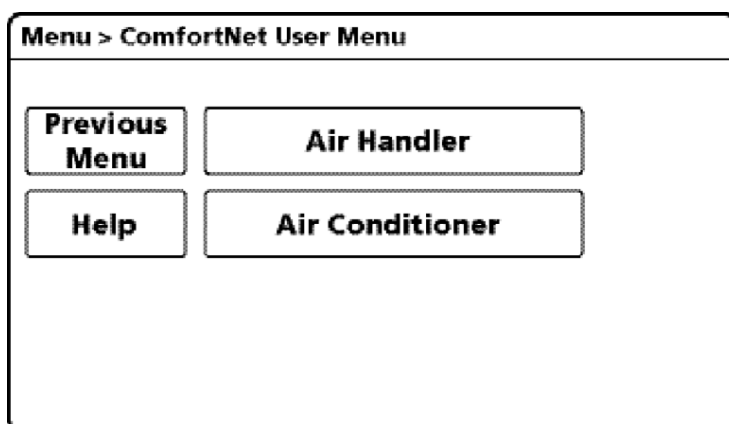 Menu > ComfortNet User Menu
Previous
Menu
Air Handler
Help
Air Conditioner